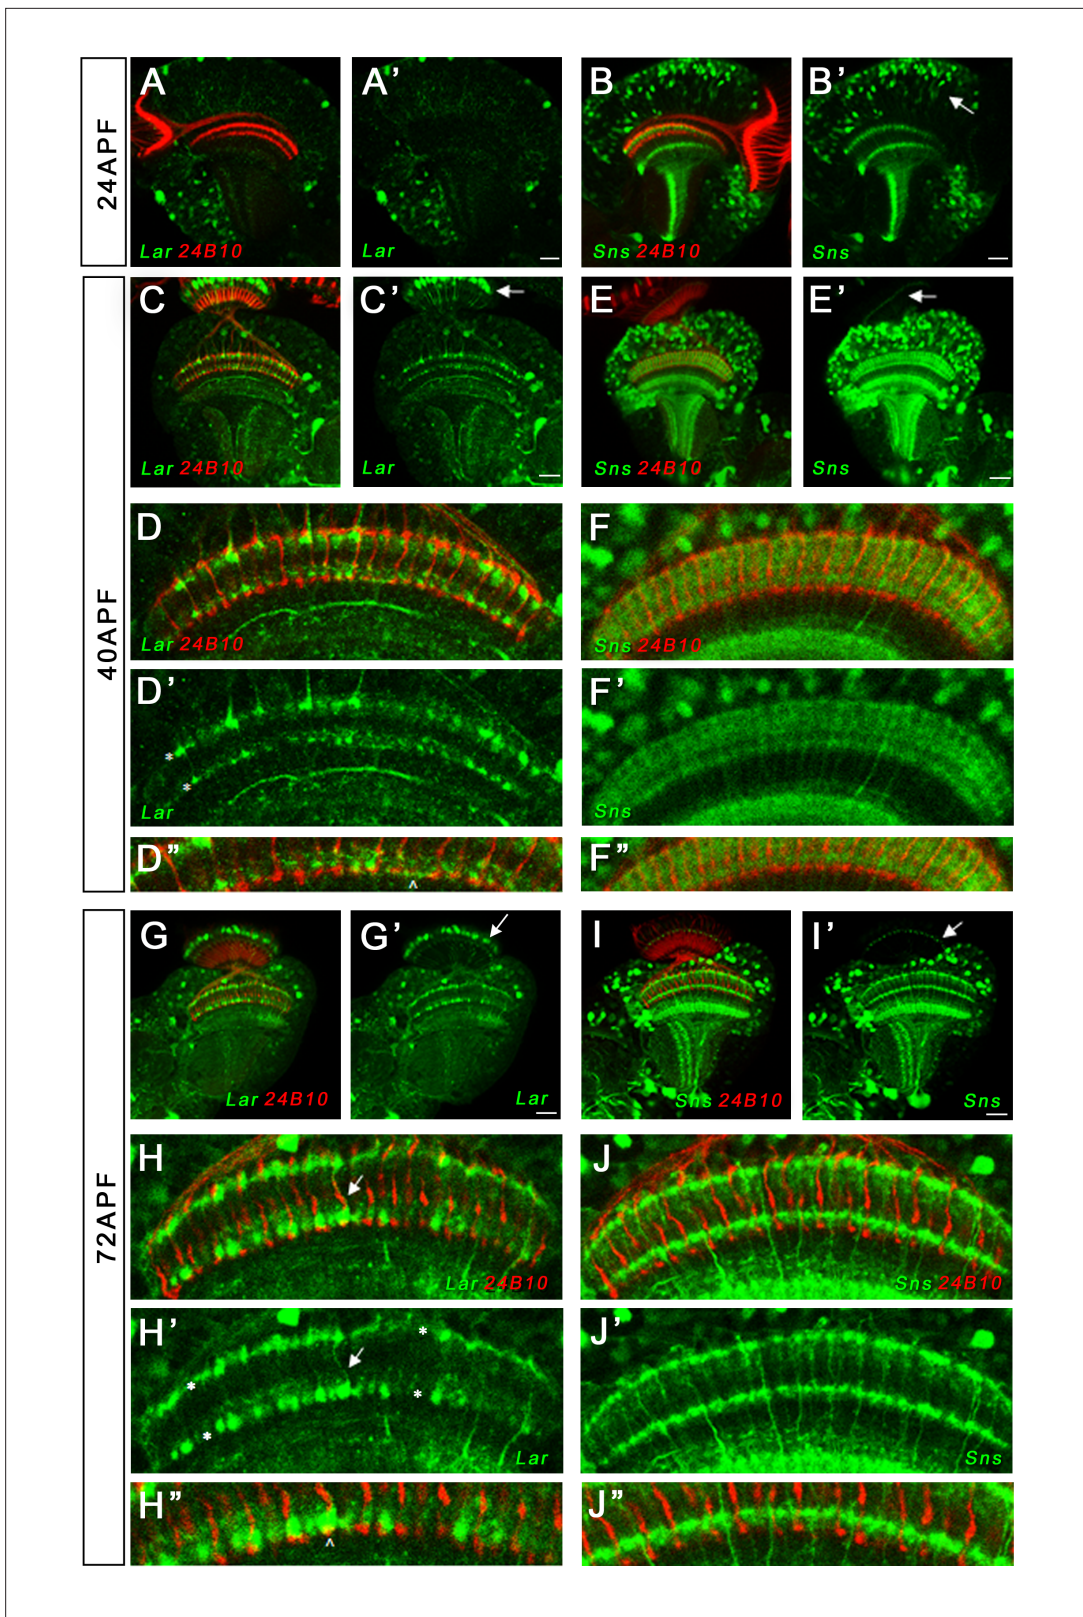 24APF
A
A’
B
B’
Lar 24B10
Lar
Sns 24B10
Sns
40APF
C
C’
E
E’
Lar 24B10
Lar
Sns 24B10
Sns
D
F
Lar 24B10
Sns 24B10
D’
F’
*
*
Lar
Sns
D”
F”
^
72APF
G
G’
I
I’
Lar 24B10
Lar
Sns 24B10
Sns
H
J
Lar 24B10
Sns 24B10
H’
J’
*
*
*
*
Lar
Sns
H”
J”
^